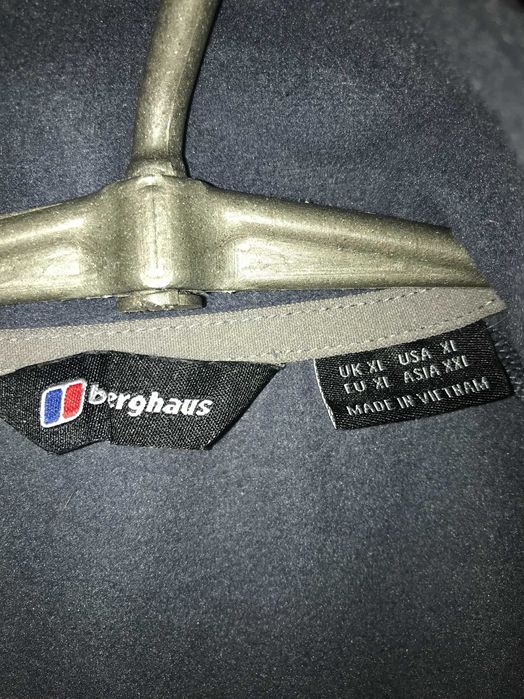 berghaus
UK XL USA XL
EU XL ASIA XXL
MADE IN VIETNAM